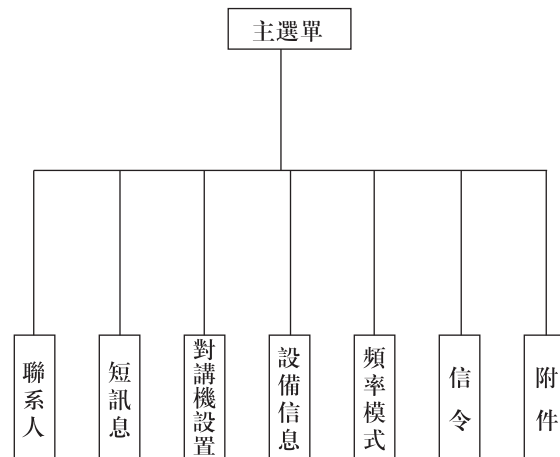 主選單
聯系人
短訊息
對講機設置
設備信息
頻率模式
信令
附件